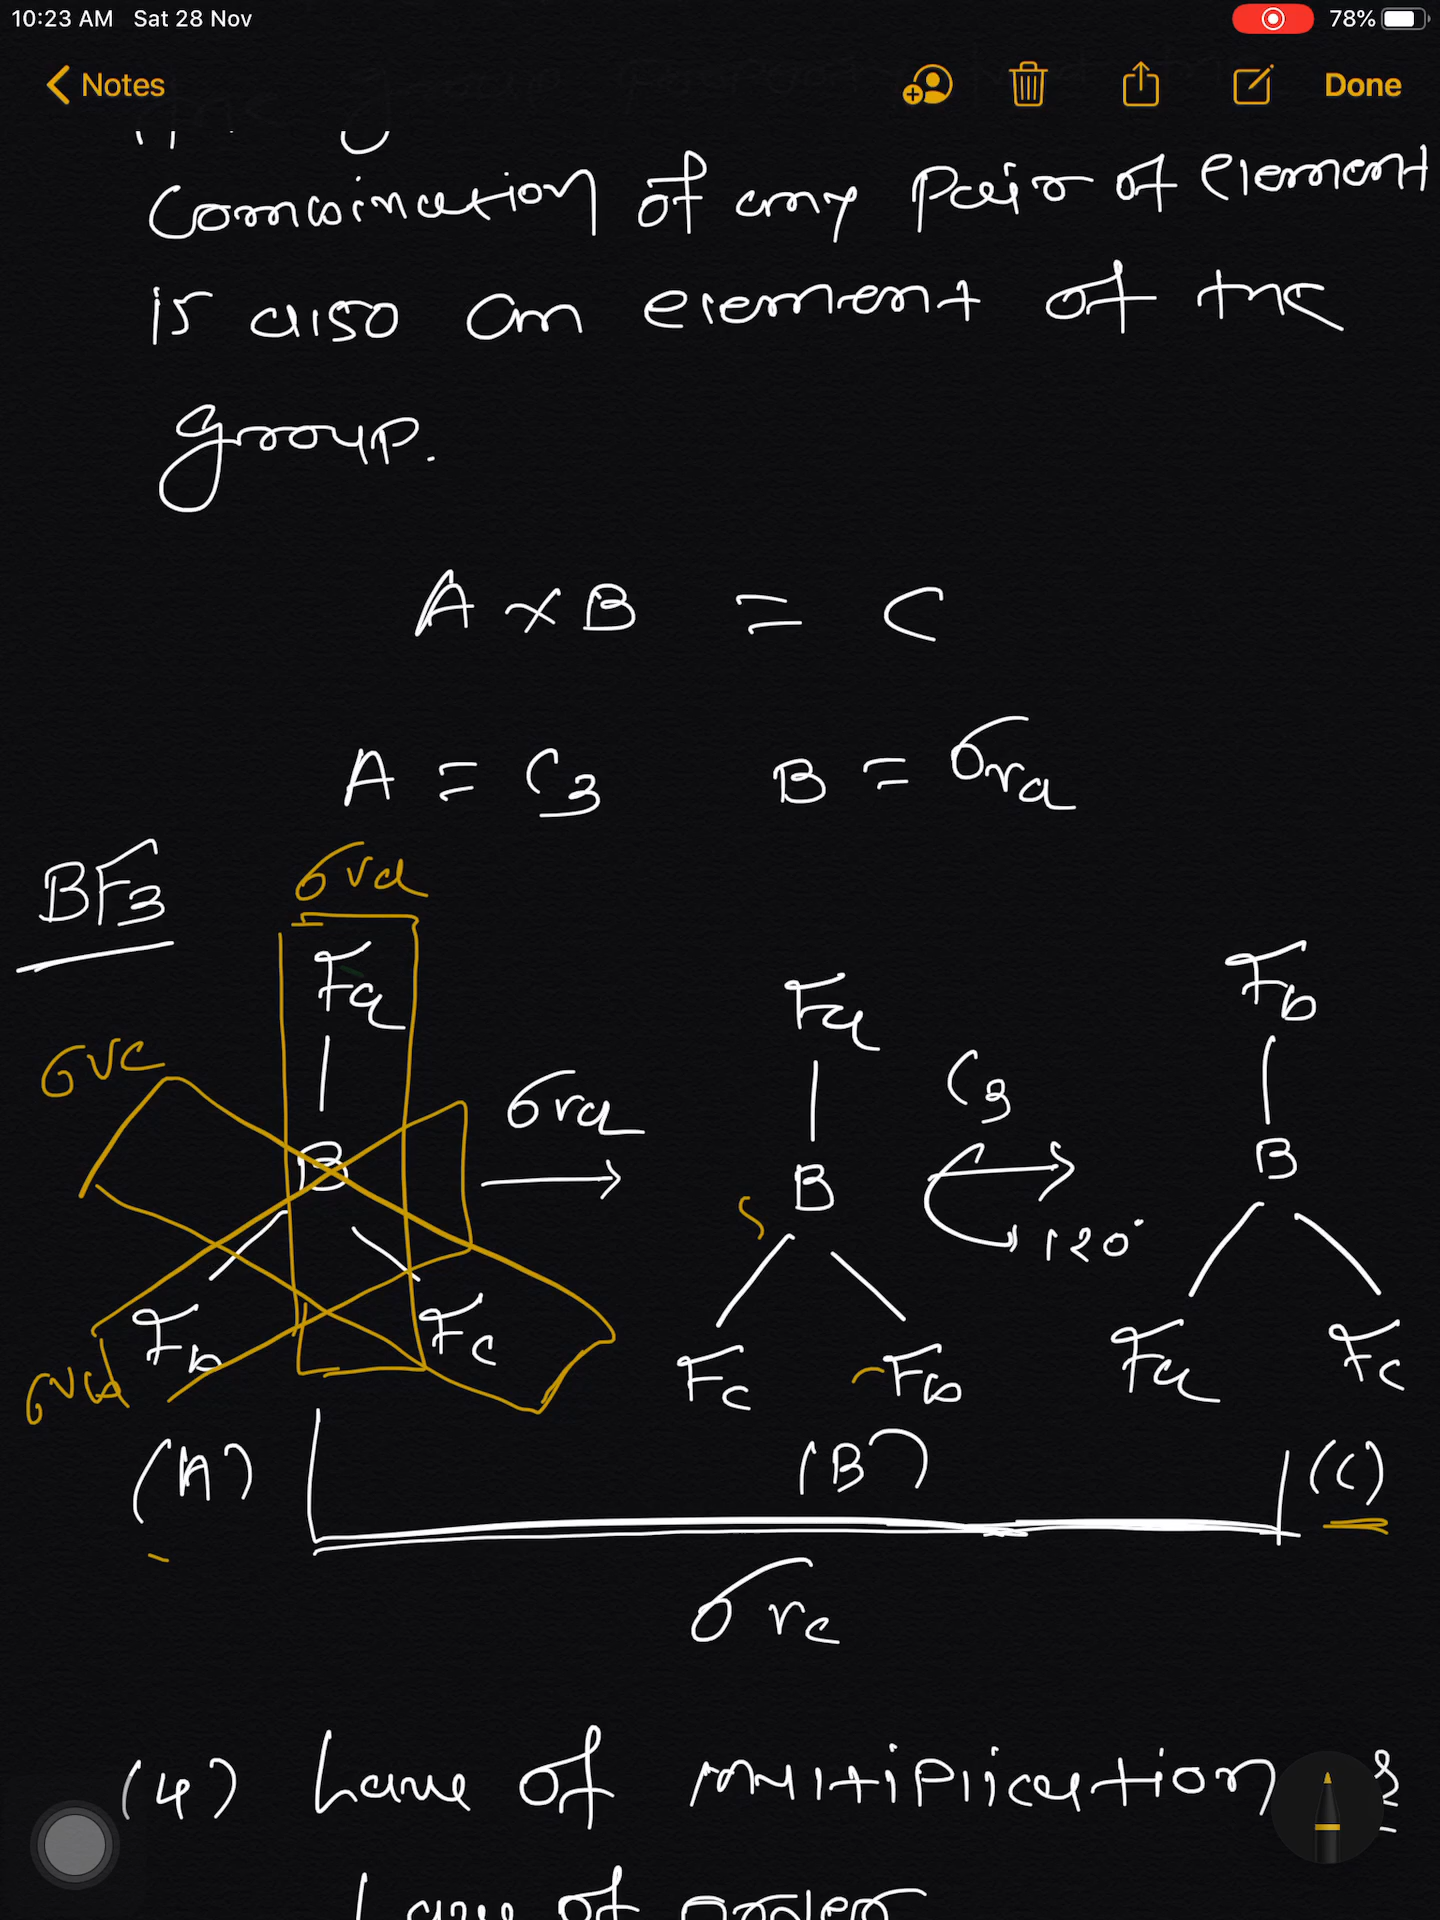 10:23 AM Sat 28 Nov 78%
Notes Done
Combination of any pair of element
is also an element of the
group.
A × B = C
A = C3 B = σva
BF3
σva
Fa Fa Fb
σvc σva C3
B B B
120°
Fb Fc Fc Fb Fa Fc
(A) (B) (C)
σvc
(4) Law of multiplication &
Law of order